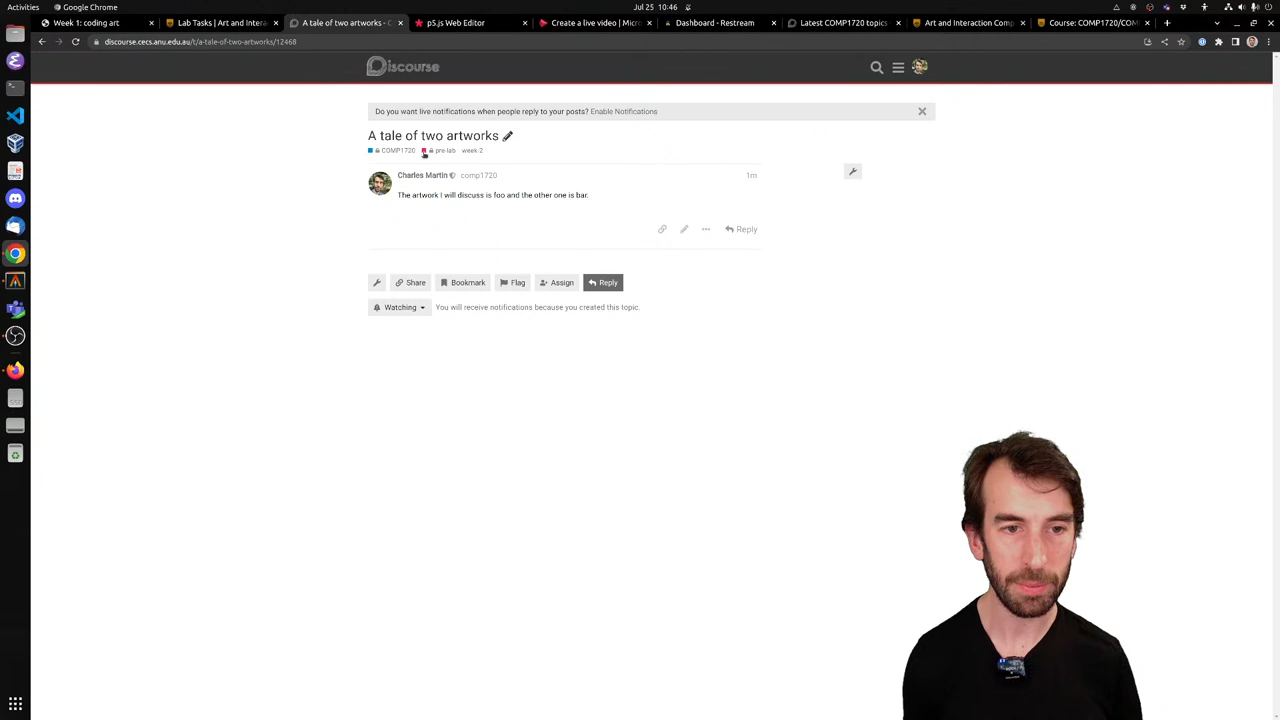 Activities
Google Chrome
Jul 25 10:46
Week 1: coding art
Lab Tasks | Art and Intera
A tale of two artworks - C
p5.js Web Editor
Create a live video | Micro
Dashboard - Restream
Latest COMP1720 topics
Art and Interaction Comp
Course: COMP1720/COM
discourse.cecs.anu.edu.au/t/a-tale-of-two-artworks/12468
Discourse
Do you want live notifications when people reply to your posts? Enable Notifications
A tale of two artworks
COMP1720 pre-lab week-2
Charles Martin comp1720 1m
The artwork I will discuss is foo and the other one is bar.
Reply
Share Bookmark Flag Assign Reply
Watching You will receive notifications because you created this topic.